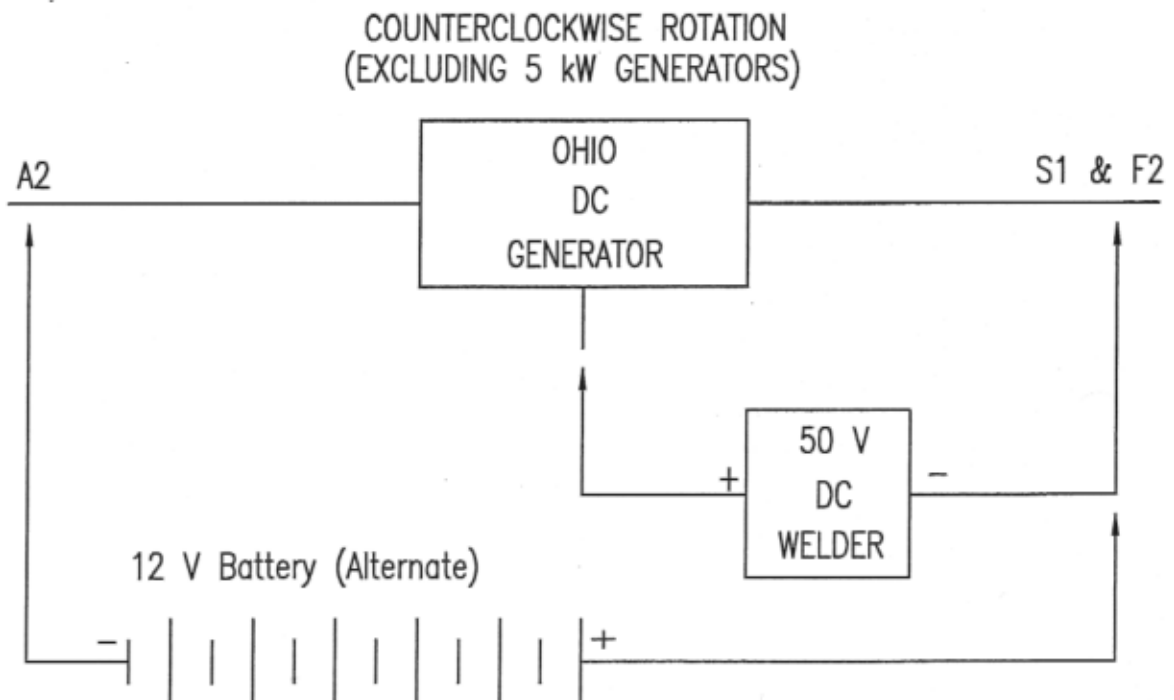 COUNTERCLOCKWISE ROTATION
(EXCLUDING 5 kW GENERATORS)
A2
OHIO
DC
GENERATOR
S1 & F2
50 V
DC
WELDER
+
-
12 V Battery (Alternate)
-
+